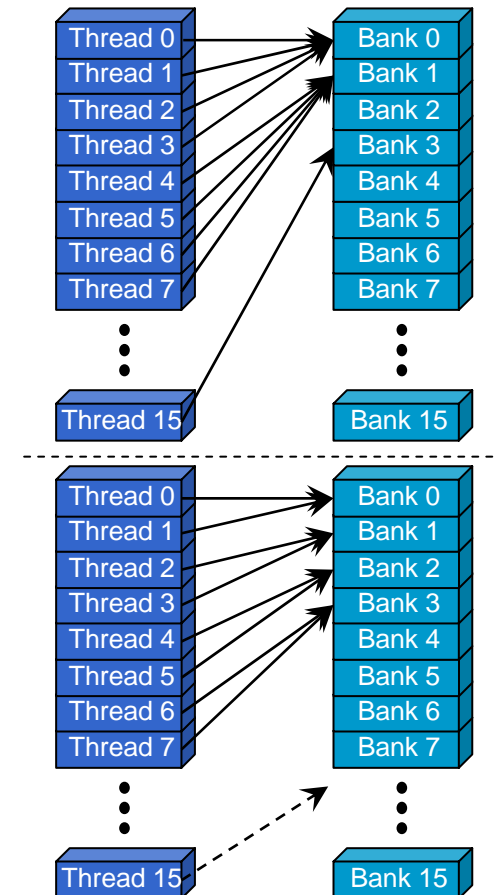 Thread 0 Bank 0
Thread 1 Bank 1
Thread 2 Bank 2
Thread 3 Bank 3
Thread 4 Bank 4
Thread 5 Bank 5
Thread 6 Bank 6
Thread 7 Bank 7
Thread 15 Bank 15
Thread 0 Bank 0
Thread 1 Bank 1
Thread 2 Bank 2
Thread 3 Bank 3
Thread 4 Bank 4
Thread 5 Bank 5
Thread 6 Bank 6
Thread 7 Bank 7
Thread 15 Bank 15